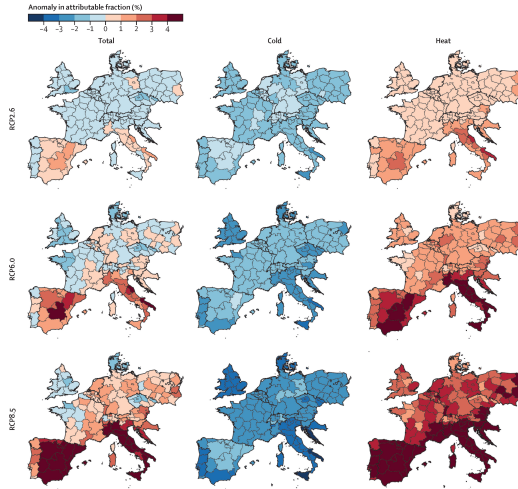 Anomaly in attributable fraction (%)
−4 −3 −2 −1 0 1 2 3 4
Total Cold Heat
RCP2.6
RCP6.0
RCP8.5